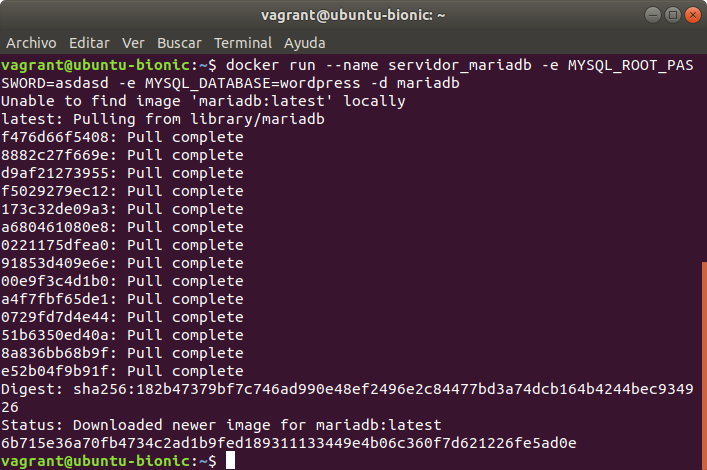 vagrant@ubuntu-bionic: ~
Archivo Editar Ver Buscar Terminal Ayuda
vagrant@ubuntu-bionic:~$ docker run --name servidor_mariadb -e MYSQL_ROOT_PAS
SWORD=asdasd -e MYSQL_DATABASE=wordpress -d mariadb
Unable to find image 'mariadb:latest' locally
latest: Pulling from library/mariadb
f476d66f5408: Pull complete
8882c27f669e: Pull complete
d9af21273955: Pull complete
f5029279ec12: Pull complete
173c32de09a3: Pull complete
a680461080e8: Pull complete
0221175dfea0: Pull complete
91853d409e6e: Pull complete
00e9f3c4d1b0: Pull complete
a4f7fbf65de1: Pull complete
0729fd7d4e44: Pull complete
51b6350ed40a: Pull complete
8a836bb68b9f: Pull complete
e52b04f9b91f: Pull complete
Digest: sha256:182b47379bf7c746ad990e48ef2496e2c84477bd3a74dcb164b4244bec9349
26
Status: Downloaded newer image for mariadb:latest
6b715e36a70fb4734c2ad1b9fed189311133449e4b06c360f7d621226fe5ad0e
vagrant@ubuntu-bionic:~$